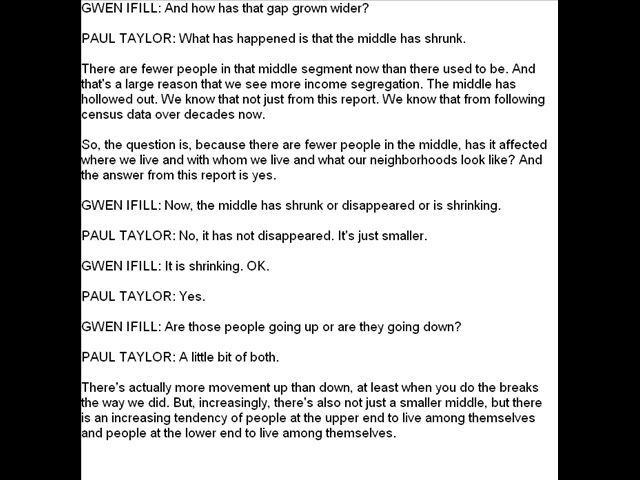 GWEN IFILL: And how has that gap grown wider?
PAUL TAYLOR: What has happened is that the middle has shrunk.
There are fewer people in that middle segment now than there used to be. And
that's a large reason that we see more income segregation. The middle has
hollowed out. We know that not just from this report. We know that from following
census data over decades now.
So, the question is, because there are fewer people in the middle, has it affected
where we live and with whom we live and what our neighborhoods look like? And
the answer from this report is yes.
GWEN IFILL: Now, the middle has shrunk or disappeared or is shrinking.
PAUL TAYLOR: No, it has not disappeared. It's just smaller.
GWEN IFILL: It is shrinking. OK.
PAUL TAYLOR: Yes.
GWEN IFILL: Are those people going up or are they going down?
PAUL TAYLOR: A little bit of both.
There's actually more movement up than down, at least when you do the breaks
the way we did. But, increasingly, there's also not just a smaller middle, but there
is an increasing tendency of people at the upper end to live among themselves
and people at the lower end to live among themselves.